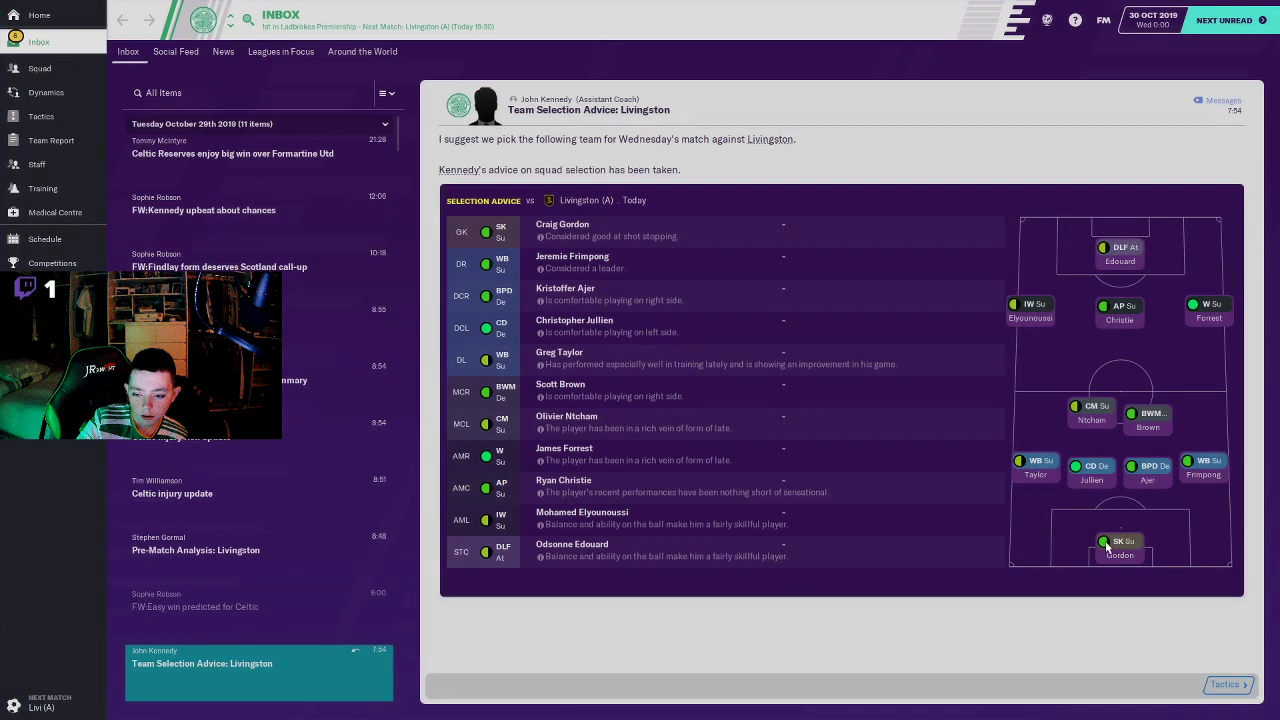 INBOX
1st in Ladbrokes Premiership - Next Match: Livingston (A) (Today 19:30)
FM
30 OCT 2019
Wed 0:00
NEXT UNREAD
Home
8
Inbox
Squad
Dynamics
Tactics
Team Report
Staff
Training
Medical Centre
Schedule
Competitions
NEXT MATCH
Livi (A)
Inbox
Social Feed
News
Leagues in Focus
Around the World
All Items
Tuesday October 29th 2019 (11 items)
Tommy McIntyre 21:28
Celtic Reserves enjoy big win over Formartine Utd
Sophie Robson 12:06
FW:Kennedy upbeat about chances
Sophie Robson 10:18
FW:Findlay form deserves Scotland call-up
8:55
8:54
8:54
Tim Williamson 8:51
Celtic injury update
Stephen Gormal 8:48
Pre-Match Analysis: Livingston
Sophie Robson 8:00
FW:Easy win predicted for Celtic
John Kennedy 7:54
Team Selection Advice: Livingston
1
John Kennedy (Assistant Coach)
Team Selection Advice: Livingston
Messages
7:54
I suggest we pick the following team for Wednesday's match against Livingston.
Kennedy's advice on squad selection has been taken.
SELECTION ADVICE vs Livingston (A) . Today
GK SK Su Craig Gordon -
Considered good at shot stopping.
DR WB Su Jeremie Frimpong -
Considered a leader.
DCR BPD De Kristoffer Ajer -
Is comfortable playing on right side.
DCL CD De Christopher Jullien -
Is comfortable playing on left side.
DL WB Su Greg Taylor -
Has performed especially well in training lately and is showing an improvement in his game.
MCR BWM De Scott Brown -
Is comfortable playing on right side.
MCL CM Su Olivier Ntcham -
The player has been in a rich vein of form of late.
AMR W Su James Forrest -
The player has been in a rich vein of form of late.
AMC AP Su Ryan Christie -
The player's recent performances have been nothing short of sensational.
AML IW Su Mohamed Elyounoussi -
Balance and ability on the ball make him a fairly skillful player.
STC DLF At Odsonne Edouard -
Balance and ability on the ball make him a fairly skillful player.
DLF At
Edouard
IW Su
Elyounoussi
AP Su
Christie
W Su
Forrest
CM Su
Ntcham
BWM...
Brown
WB Su
Taylor
CD De
Jullien
BPD De
Ajer
WB Su
Frimpong
SK Su
Gordon
Tactics